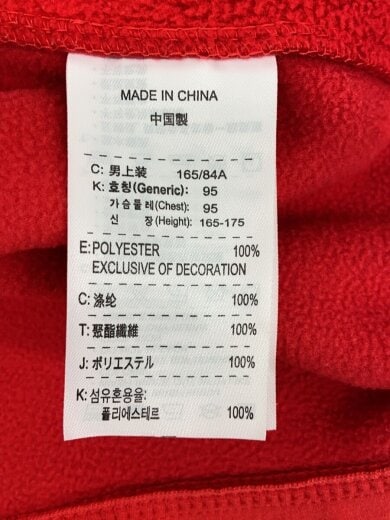 MADE IN CHINA
中国製
C: 男上装 165/84A
K: 호칭(Generic): 95
가슴둘레(Chest): 95
신 장(Height): 165-175
E: POLYESTER 100%
EXCLUSIVE OF DECORATION
C: 涤纶 100%
T: 聚酯纖維 100%
J: ポリエステル 100%
K: 섬유혼용율:
폴리에스테르 100%